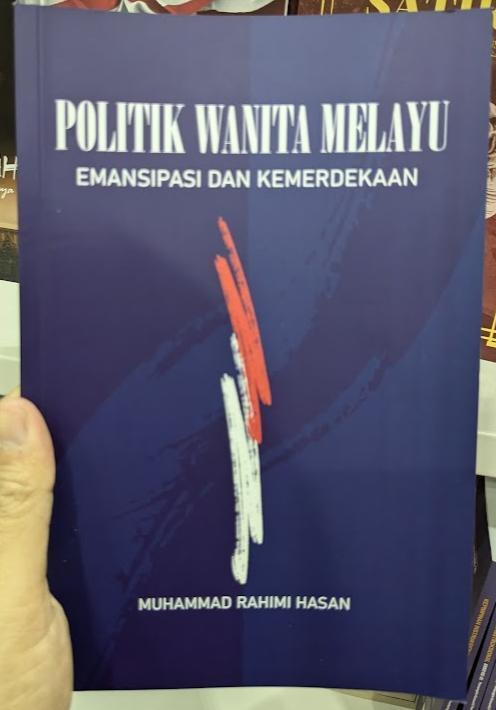 POLITIK WANITA MELAYU
EMANSIPASI DAN KEMERDEKAAN
MUHAMMAD RAHIMI HASAN